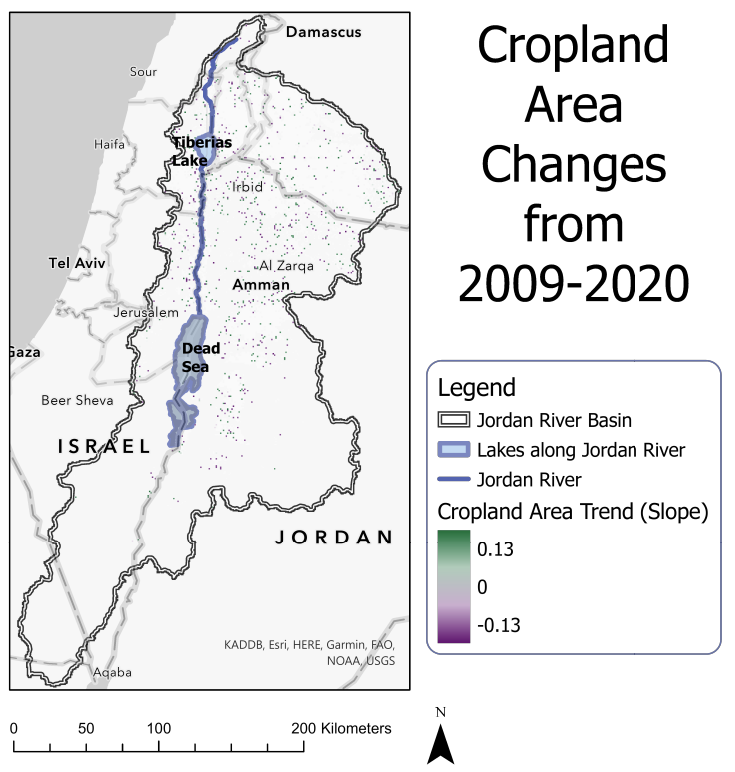 Cropland
Area
Changes
from
2009-2020
Damascus
Sour
Haifa
Tiberias
Lake
Irbid
Tel Aviv
Al Zarqa
Amman
Jerusalem
Gaza
Dead
Sea
Beer Sheva
ISRAEL
JORDAN
KADDB, Esri, HERE, Garmin, FAO,
NOAA, USGS
Aqaba
Legend
Jordan River Basin
Lakes along Jordan River
Jordan River
Cropland Area Trend (Slope)
0.13
0
-0.13
0 50 100 200 Kilometers
N